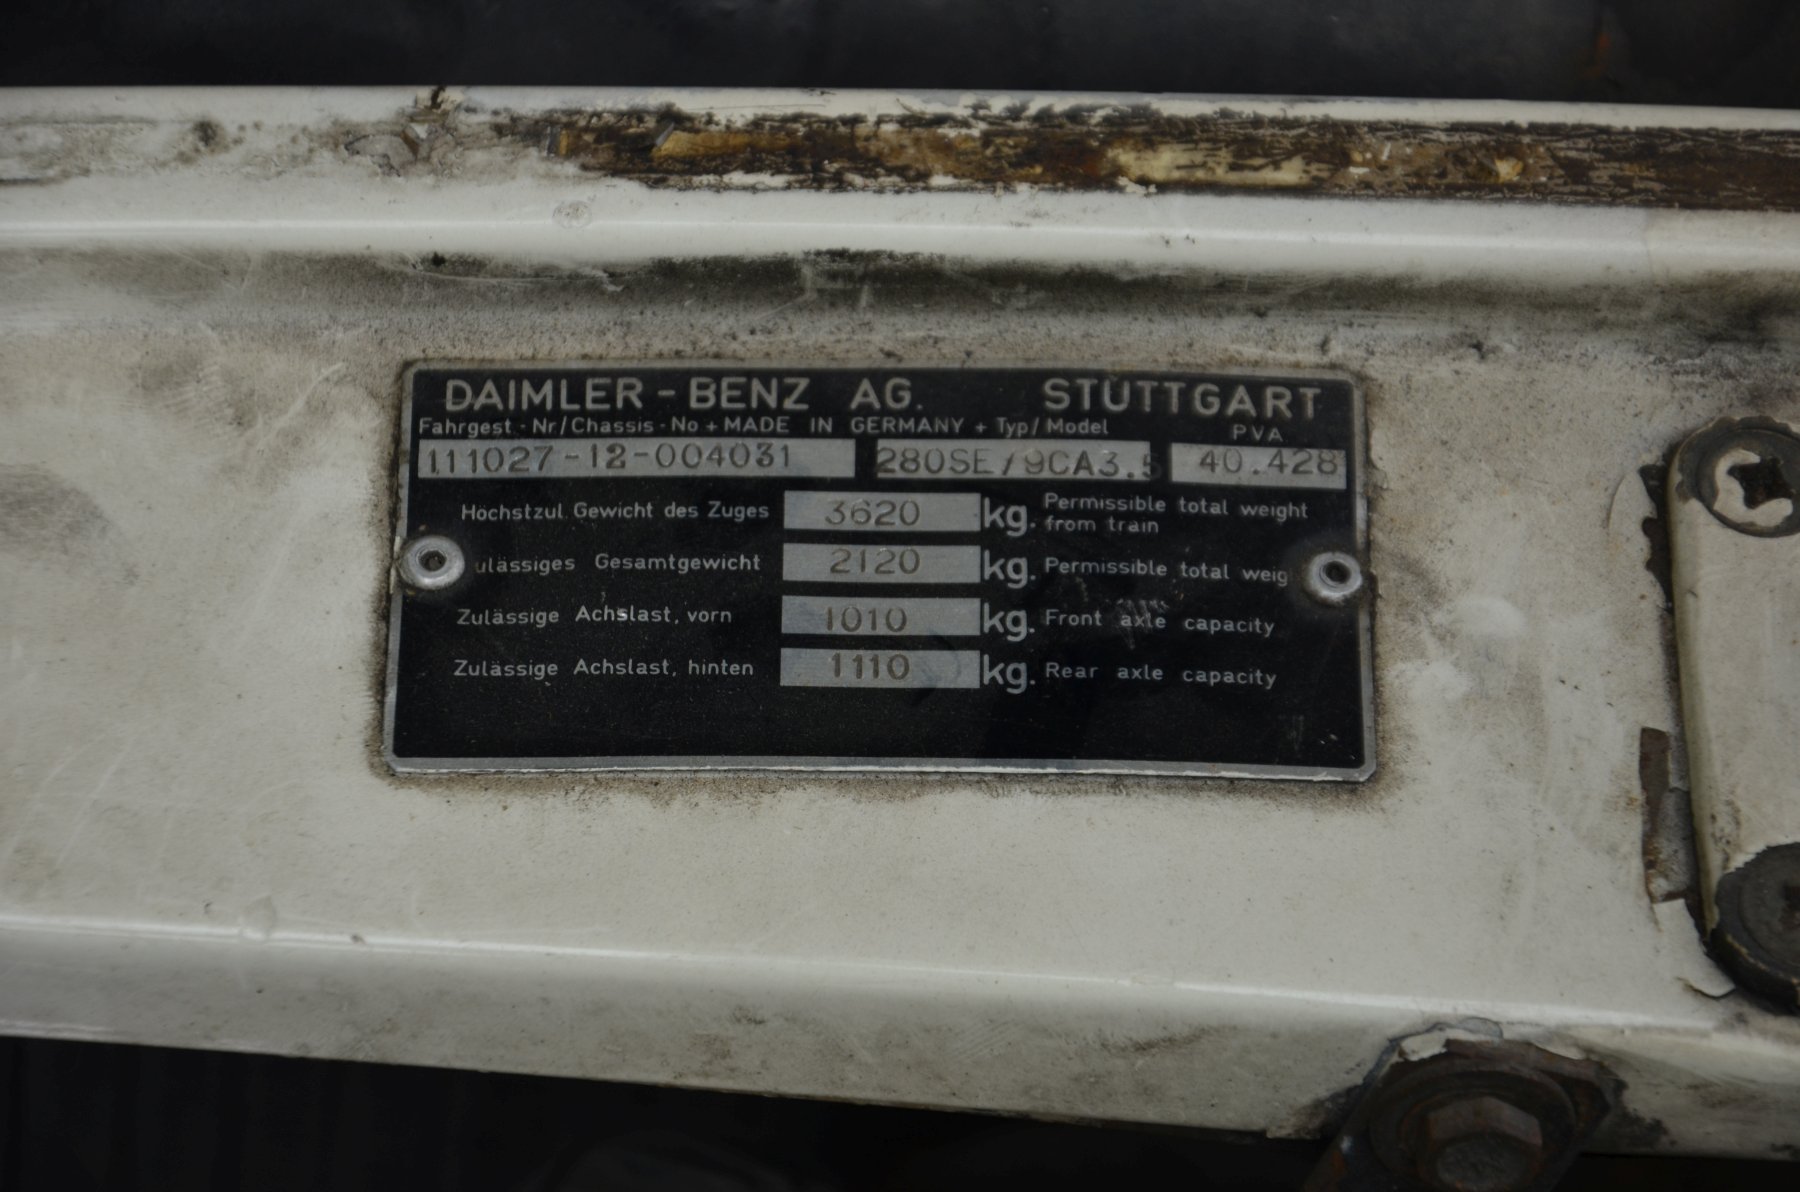 DAIMLER-BENZ AG. STUTTGART
Fahrgest.-Nr/Chassis-No + MADE IN GERMANY + Typ/Model PVA
111027-12-004031 280SE/9CA3.5 40.428
Höchstzul. Gewicht des Zuges 3620 kg. Permissible total weight from train
ulässiges Gesamtgewicht 2120 kg. Permissible total weig
Zulässige Achslast, vorn 1010 kg. Front axle capacity
Zulässige Achslast, hinten 1110 kg. Rear axle capacity